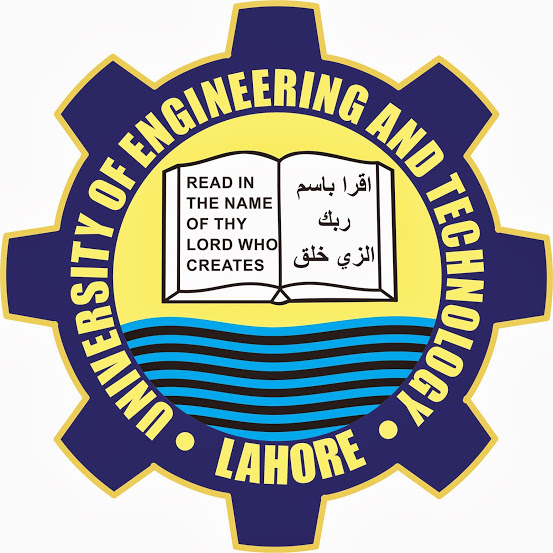 UNIVERSITY OF ENGINEERING AND TECHNOLOGY
READ IN
THE NAME
OF THY
LORD WHO
CREATES
اقرا باسم
ربك
الزي خلق
• LAHORE •